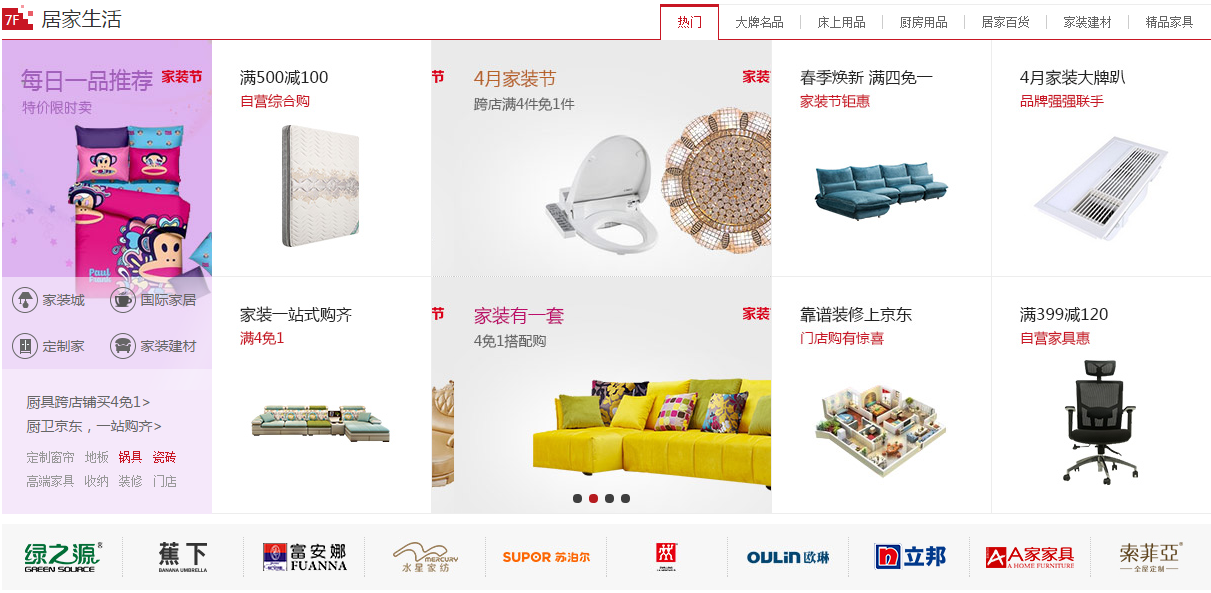 7F 居家生活
热门 大牌名品 床上用品 厨房用品 居家百货 家装建材 精品家具
每日一品推荐 家装节
特价限时卖
Paul
Frank
家装城 国际家居
定制家 家装建材
厨具跨店铺买4免1>
厨卫京东，一站购齐>
定制窗帘 地板 锅具 瓷砖
高端家具 收纳 装修 门店
满500减100
自营综合购
节
4月家装节
跨店满4件免1件
家装
春季焕新 满四免一
家装节钜惠
4月家装大牌趴
品牌强强联手
家装一站式购齐
满4免1
节
家装有一套
4免1搭配购
家装
靠谱装修上京东
门店购有惊喜
满399减120
自营家具惠
绿之源®
GREEN SOURCE
蕉下
BANANA UMBRELLA
富安娜
FUANNA
MERCURY
水星家纺
SUPOR 苏泊尔
OULIN 欧琳
立邦
A家家具
A HOME FURNITURE
索菲亞®
全屋定制